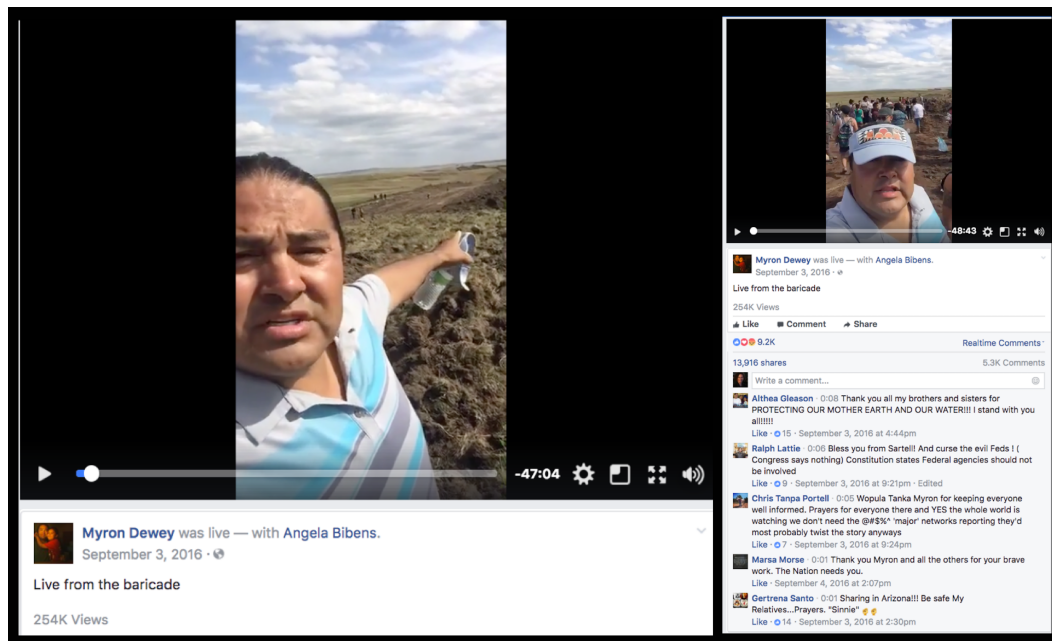 -47:04
Myron Dewey was live — with Angela Bibens.
September 3, 2016 ·
Live from the baricade
254K Views
-48:43
Myron Dewey was live — with Angela Bibens.
September 3, 2016 ·
Live from the baricade
254K Views
Like Comment Share
9.2K Realtime Comments
13,916 shares 5.3K Comments
Write a comment...
Althea Gleason · 0:08 Thank you all my brothers and sisters for
PROTECTING OUR MOTHER EARTH AND OUR WATER!!! I stand with you
all!!!!!
Like · 15 · September 3, 2016 at 4:44pm
Ralph Lattie · 0:06 Bless you from Sartell! And curse the evil Feds ! (
Congress says nothing) Constitution states Federal agencies should not
be involved
Like · 9 · September 3, 2016 at 9:21pm · Edited
Chris Tanpa Portell · 0:05 Wopula Tanka Myron for keeping everyone
well informed. Prayers for everyone there and YES the whole world is
watching we don't need the @#$%^ 'major' networks reporting they'd
most probably twist the story anyways
Like · 7 · September 3, 2016 at 9:24pm
Marsa Morse · 0:01 Thank you Myron and all the others for your brave
work. The Nation needs you.
Like · September 4, 2016 at 2:07pm
Gertrena Santo · 0:01 Sharing in Arizona!!! Be safe My
Relatives...Prayers. "Sinnie"
Like · 14 · September 3, 2016 at 2:30pm